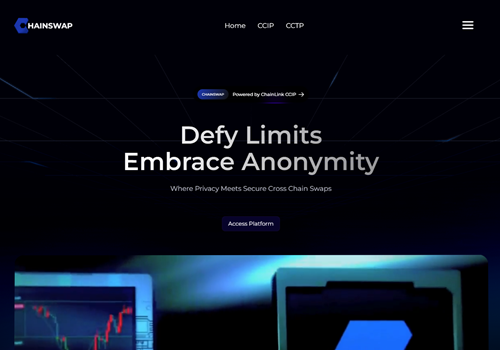 CHAINSWAP
Home CCIP CCTP
CHAINSWAP Powered by ChainLink CCIP →
Defy Limits
Embrace Anonymity
Where Privacy Meets Secure Cross Chain Swaps
Access Platform